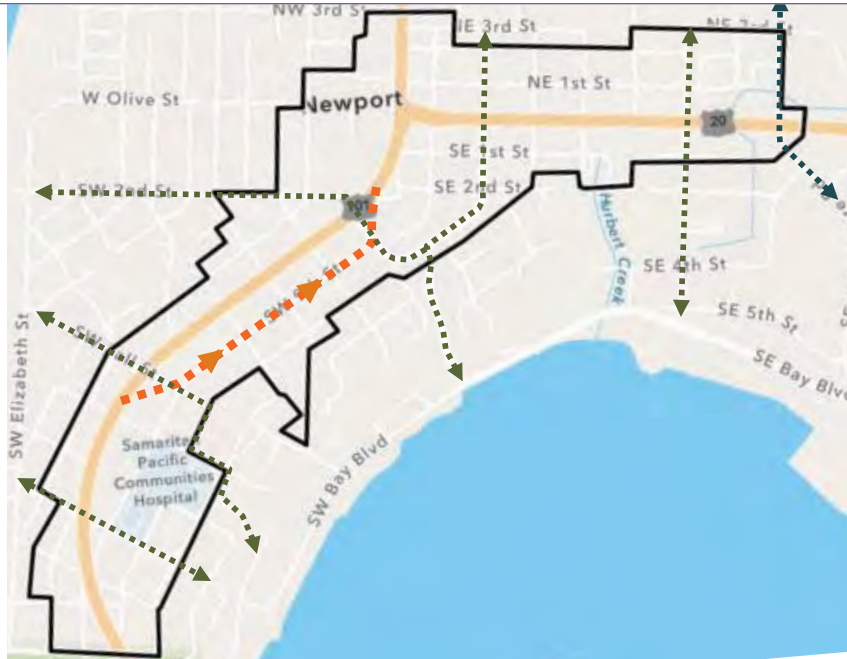 NW 3rd St
NE 3rd St
W Olive St
NE 1st St
Newport
20
SE 1st St
SE 2nd St
SW 2nd St
101
Hurbert Creek
SE 4th St
SE 5th St
SE Bay Blvd
SW Elizabeth St
Samaritan
Pacific
Communities
Hospital
SW Bay Blvd